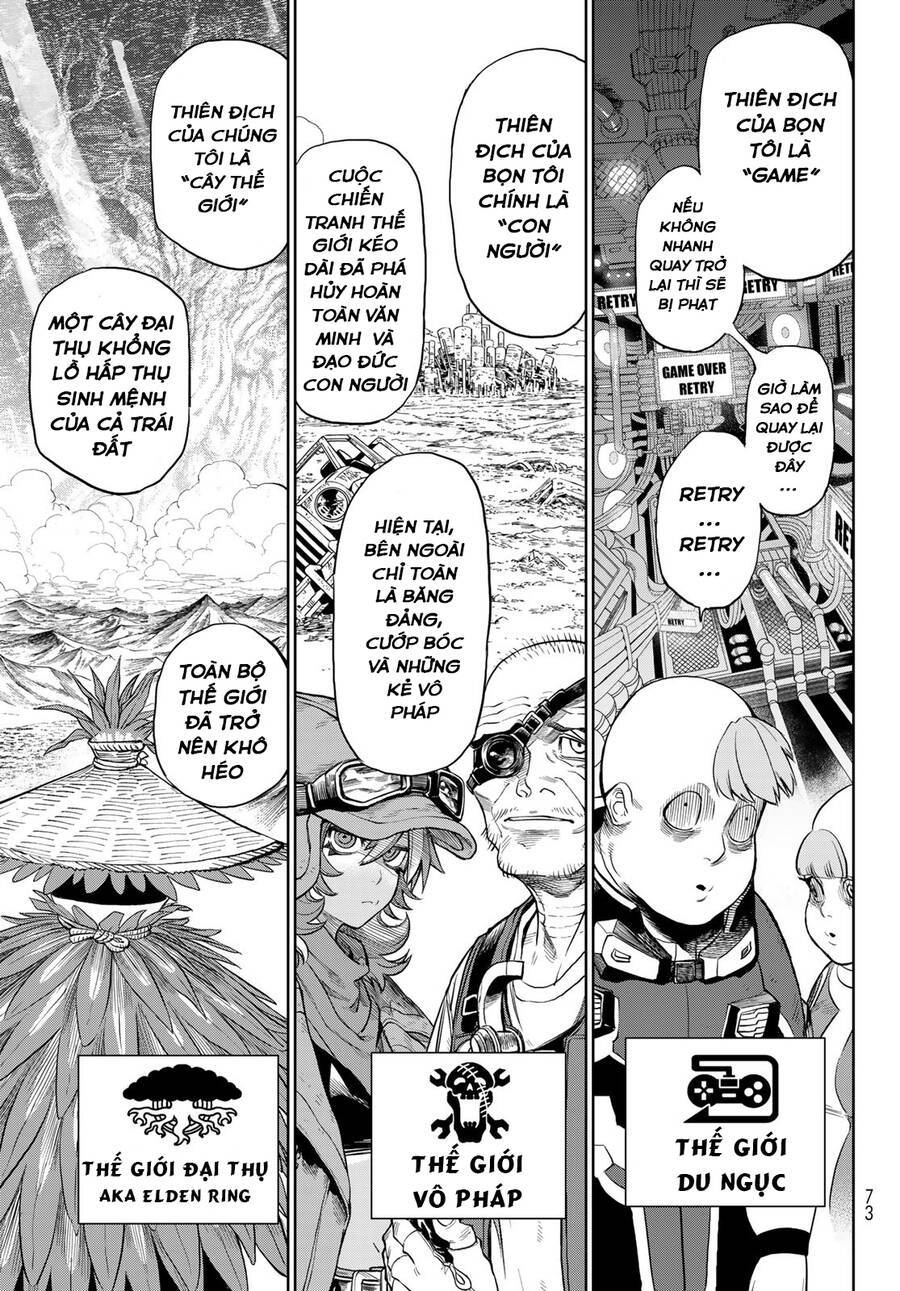 THIÊN ĐỊCH
CỦA BỌN
TÔI LÀ
"GAME"
NẾU
KHÔNG
NHANH
QUAY TRỞ
LẠI THÌ SẼ
BỊ PHẠT
RETRY
RETRY
RETRY
GAME OVER
RETRY
GIỜ LÀM
SAO ĐỂ
QUAY LẠI
ĐƯỢC
ĐÂY
...
RETRY
...
RETRY
...
RETRY
RETRY
THẾ GIỚI
DU NGỤC
THIÊN
ĐỊCH CỦA
BỌN TÔI
CHÍNH LÀ
"CON
NGƯỜI"
CUỘC
CHIẾN
TRANH THẾ
GIỚI KÉO
DÀI ĐÃ PHÁ
HỦY HOÀN
TOÀN VĂN
MINH VÀ
ĐẠO ĐỨC
CON NGƯỜI
HIỆN TẠI,
BÊN NGOÀI
CHỈ TOÀN
LÀ BĂNG
ĐẢNG,
CƯỚP BÓC
VÀ NHỮNG
KẺ VÔ
PHÁP
THẾ GIỚI
VÔ PHÁP
THIÊN ĐỊCH
CỦA CHÚNG
TÔI LÀ
"CÂY THẾ
GIỚI"
MỘT CÂY ĐẠI
THỤ KHỔNG
LỒ HẤP THỤ
SINH MỆNH
CỦA CẢ TRÁI
ĐẤT
TOÀN BỘ
THẾ GIỚI
ĐÃ TRỞ
NÊN KHÔ
HÉO
THẾ GIỚI ĐẠI THỤ
AKA ELDEN RING
73